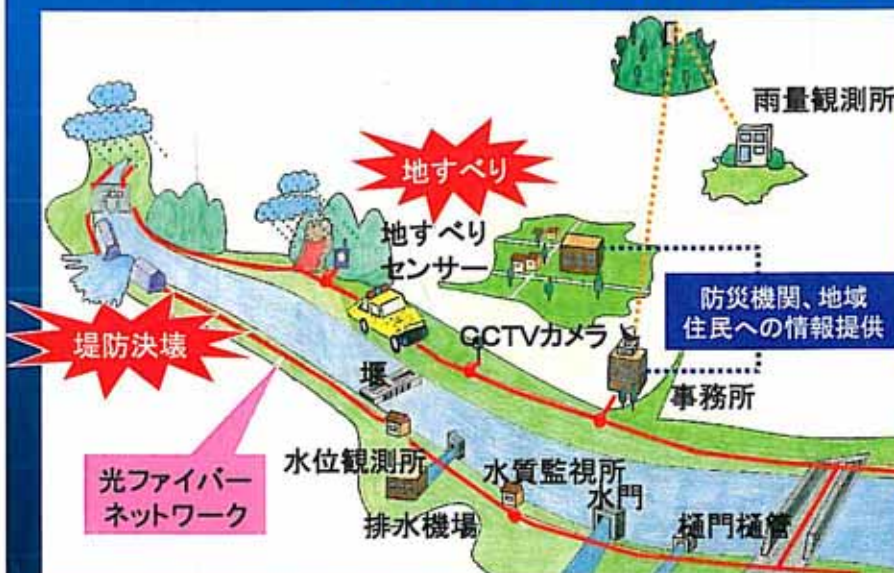 雨量観測所
地すべり
地すべり
センサー
防災機関、地域
住民への情報提供
CCTVカメラ
堤防決壊
堰
事務所
光ファイバー
ネットワーク
水位観測所
水質監視所
水門
排水機場
樋門樋管